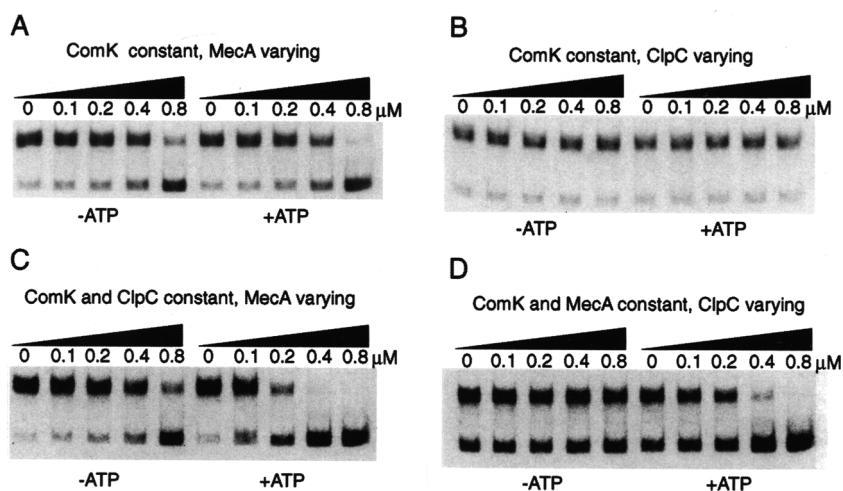 A
ComK constant, MecA varying
0 0.1 0.2 0.4 0.8 0 0.1 0.2 0.4 0.8 μM
-ATP +ATP
B
ComK constant, ClpC varying
0 0.1 0.2 0.4 0.8 0 0.1 0.2 0.4 0.8 μM
-ATP +ATP
C
ComK and ClpC constant, MecA varying
0 0.1 0.2 0.4 0.8 0 0.1 0.2 0.4 0.8 μM
-ATP +ATP
D
ComK and MecA constant, ClpC varying
0 0.1 0.2 0.4 0.8 0 0.1 0.2 0.4 0.8 μM
-ATP +ATP